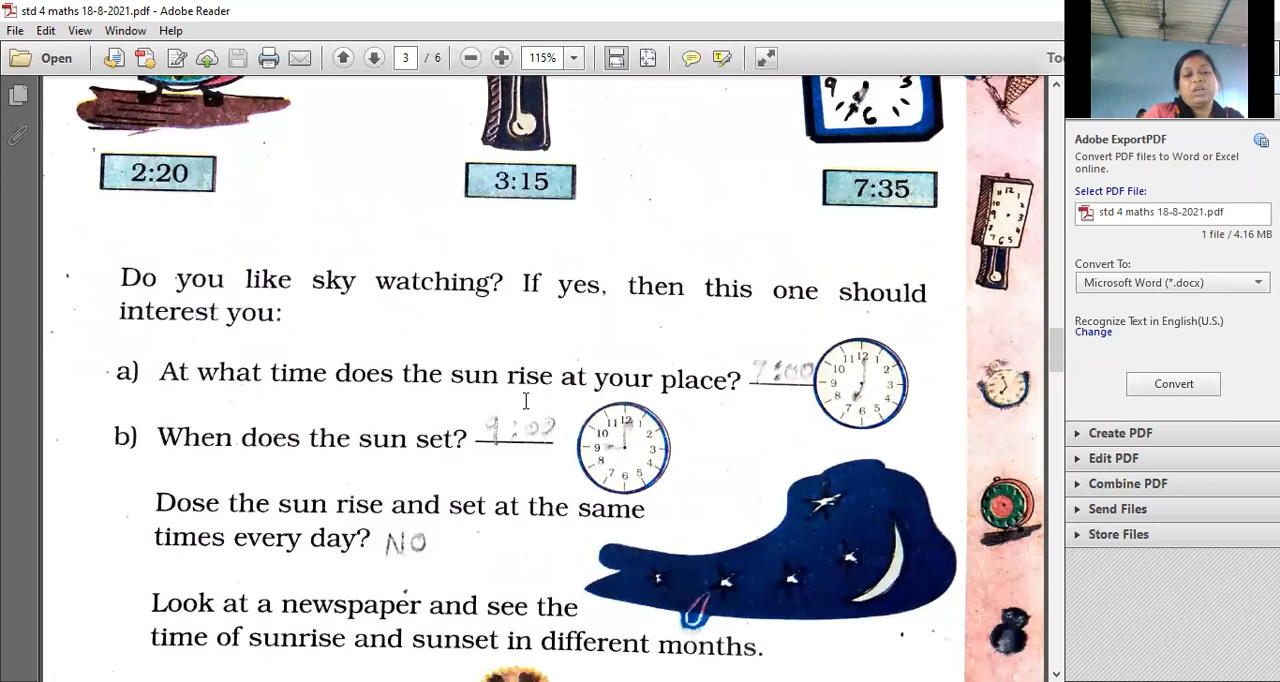 std 4 maths 18-8-2021.pdf - Adobe Reader
File Edit View Window Help
Open 3 / 6 115%
2:20 3:15 7:35
Do you like sky watching? If yes, then this one should
interest you:
a) At what time does the sun rise at your place? 7:00
b) When does the sun set? 9:00
Dose the sun rise and set at the same
times every day? NO
Look at a newspaper and see the
time of sunrise and sunset in different months.
Adobe ExportPDF
Convert PDF files to Word or Excel
online.
Select PDF File:
std 4 maths 18-8-2021.pdf
1 file / 4.16 MB
Convert To:
Microsoft Word (*.docx)
Recognize Text in English(U.S.)
Change
Convert
Create PDF
Edit PDF
Combine PDF
Send Files
Store Files